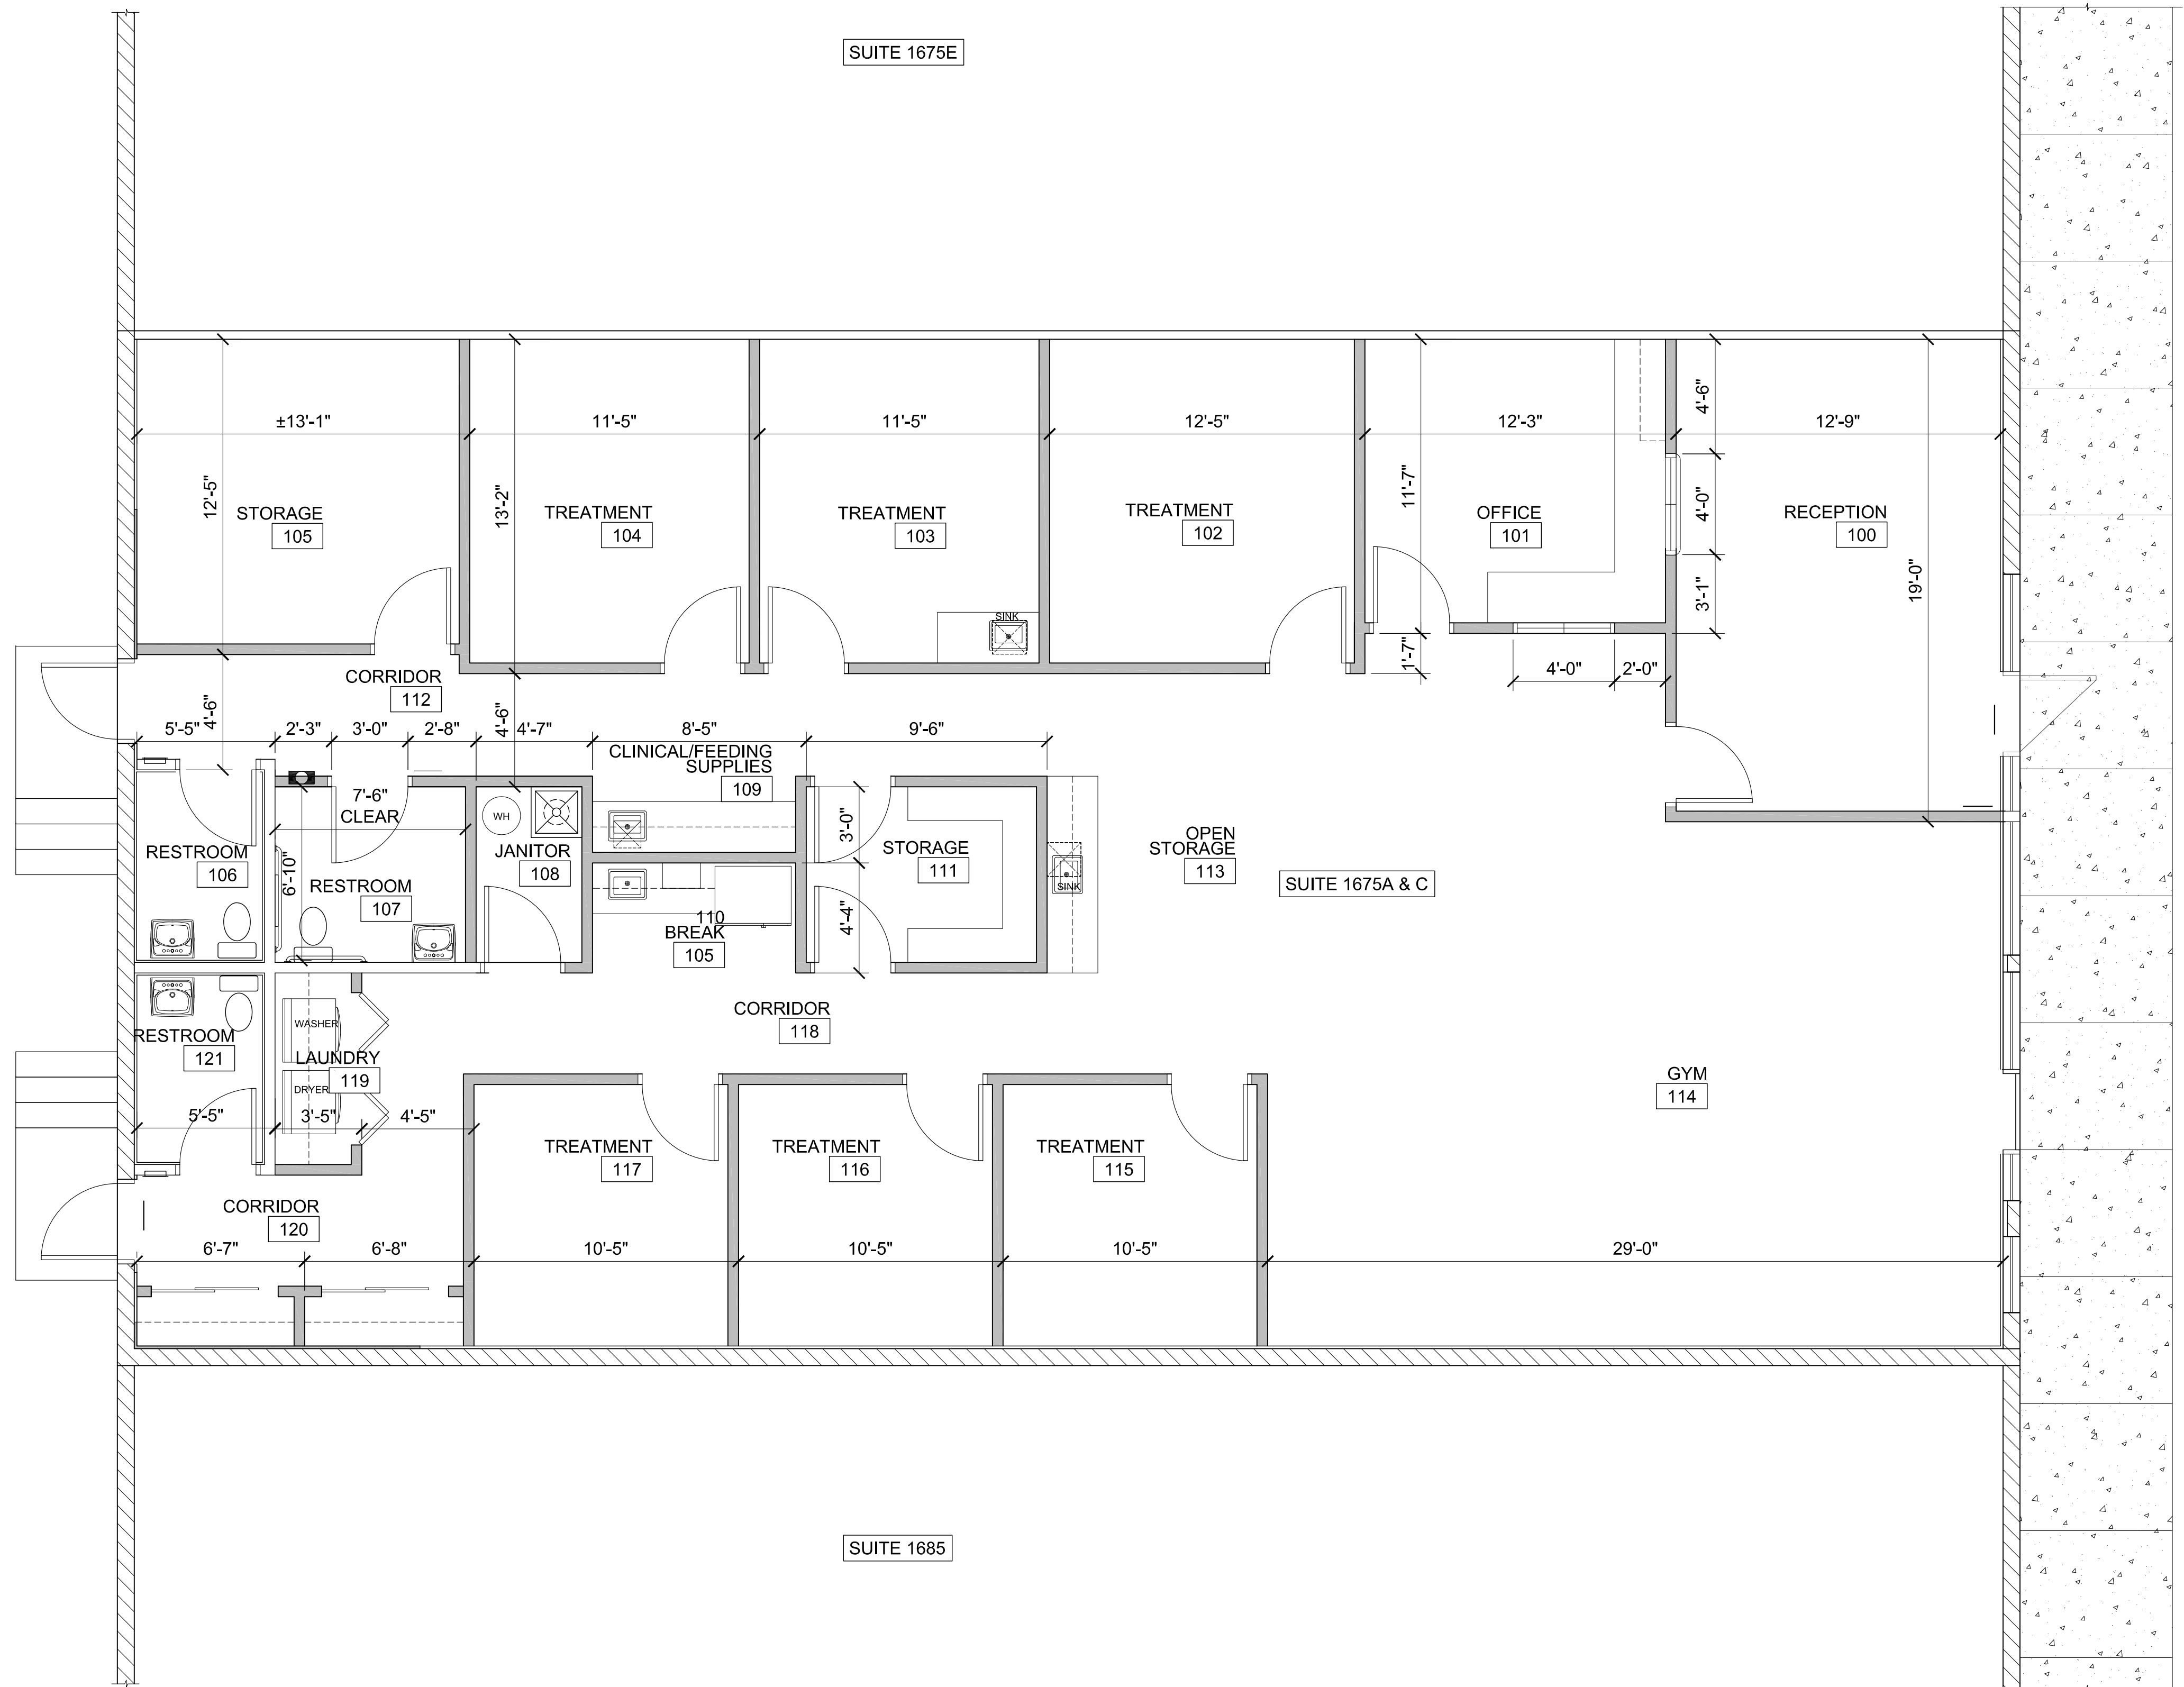 SUITE 1675E
±13'-1"
11'-5"
11'-5"
12'-5"
12'-3"
12'-9"
4'-6"
12'-5"
13'-2"
11'-7"
4'-0"
3'-1"
19'-0"
STORAGE
105
TREATMENT
104
TREATMENT
103
TREATMENT
102
OFFICE
101
RECEPTION
100
SINK
1'-7"
4'-0"
2'-0"
CORRIDOR
112
4'-6"
4'-6"
5'-5"
2'-3"
3'-0"
2'-8"
4'-7"
8'-5"
9'-6"
CLINICAL/FEEDING
SUPPLIES
109
7'-6"
CLEAR
WH
3'-0"
RESTROOM
106
6'-10"
RESTROOM
107
JANITOR
108
STORAGE
111
OPEN
STORAGE
113
SINK
SUITE 1675A & C
4'-4"
110
BREAK
105
CORRIDOR
118
WASHER
RESTROOM
121
LAUNDRY
119
DRYER
GYM
114
5'-5"
3'-5"
4'-5"
TREATMENT
117
TREATMENT
116
TREATMENT
115
CORRIDOR
120
6'-7"
6'-8"
10'-5"
10'-5"
10'-5"
29'-0"
SUITE 1685